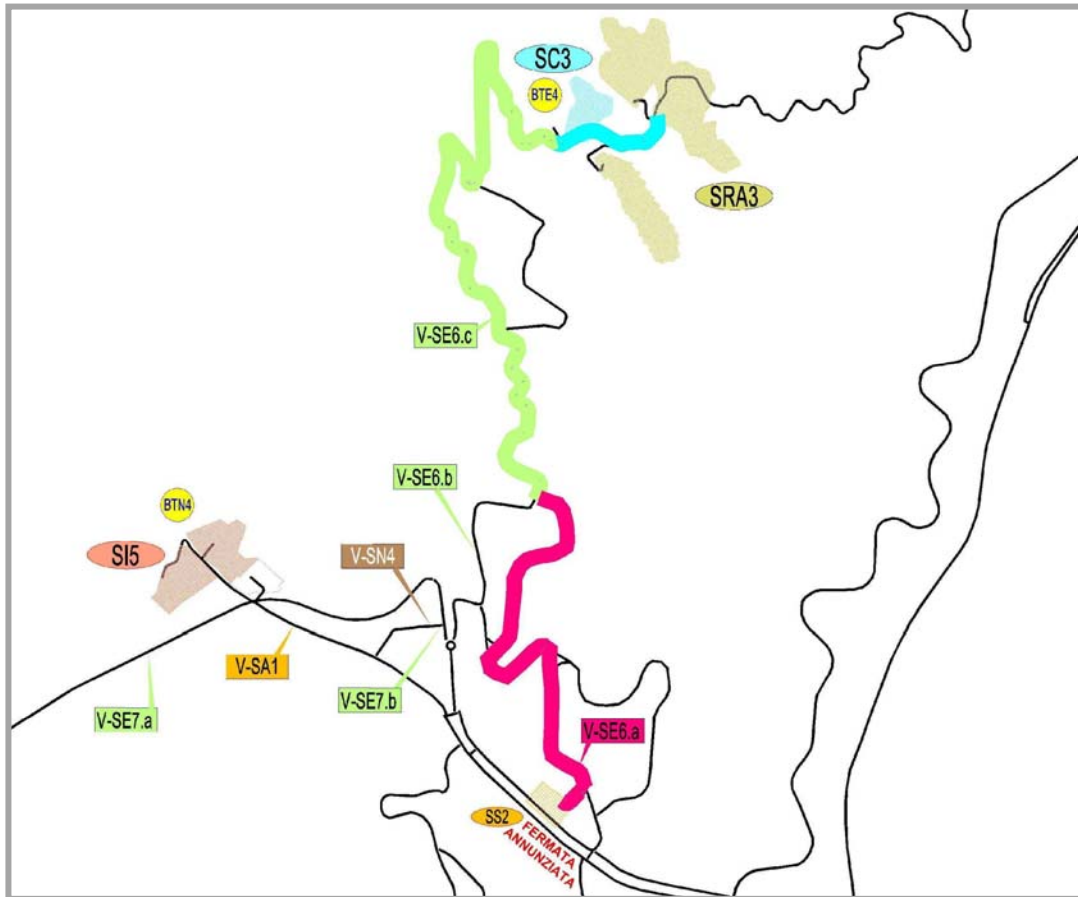 SC3
BTE4
SRA3
V-SE6.c
V-SE6.b
BTN4
SI5
V-SN4
V-SA1
V-SE7.b
V-SE7.a
V-SE6.a
SS2
FERMATA
ANNUNZIATA